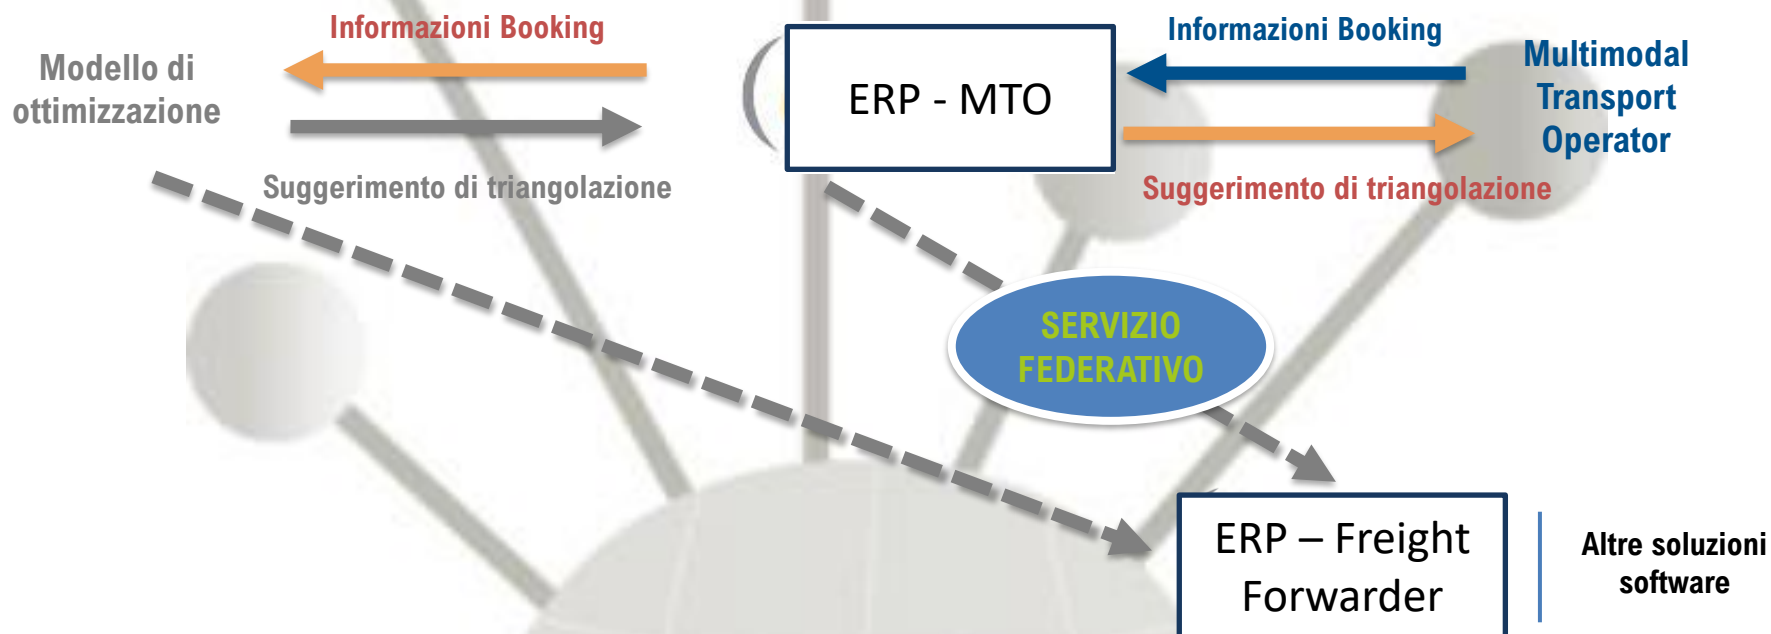 Informazioni Booking
Informazioni Booking
Modello di
ottimizzazione
ERP - MTO
Multimodal
Transport
Operator
Suggerimento di triangolazione
Suggerimento di triangolazione
SERVIZIO
FEDERATIVO
ERP – Freight
Forwarder
Altre soluzioni
software